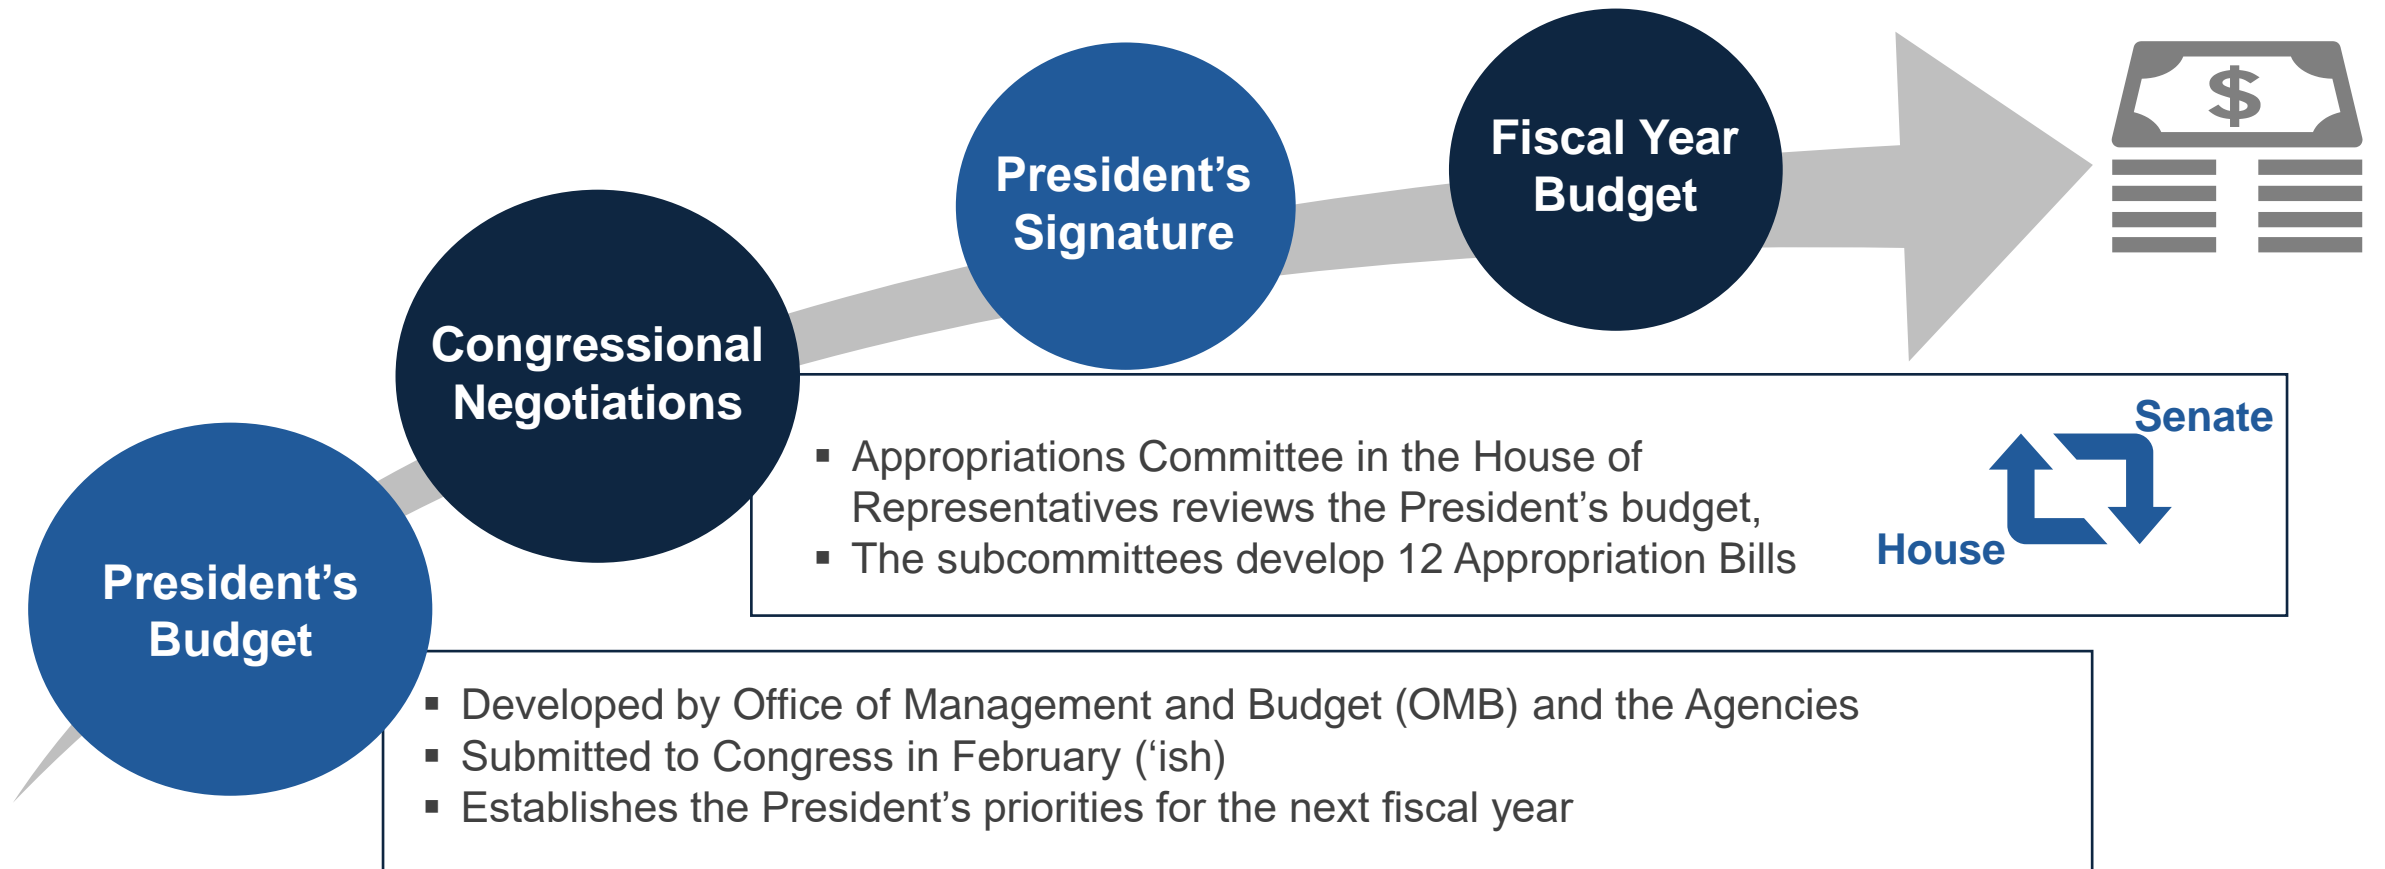 Fiscal Year
Budget
$
President’s
Signature
Congressional
Negotiations
Senate
House
▪ Appropriations Committee in the House of
Representatives reviews the President’s budget,
▪ The subcommittees develop 12 Appropriation Bills
President’s
Budget
▪ Developed by Office of Management and Budget (OMB) and the Agencies
▪ Submitted to Congress in February (‘ish)
▪ Establishes the President’s priorities for the next fiscal year